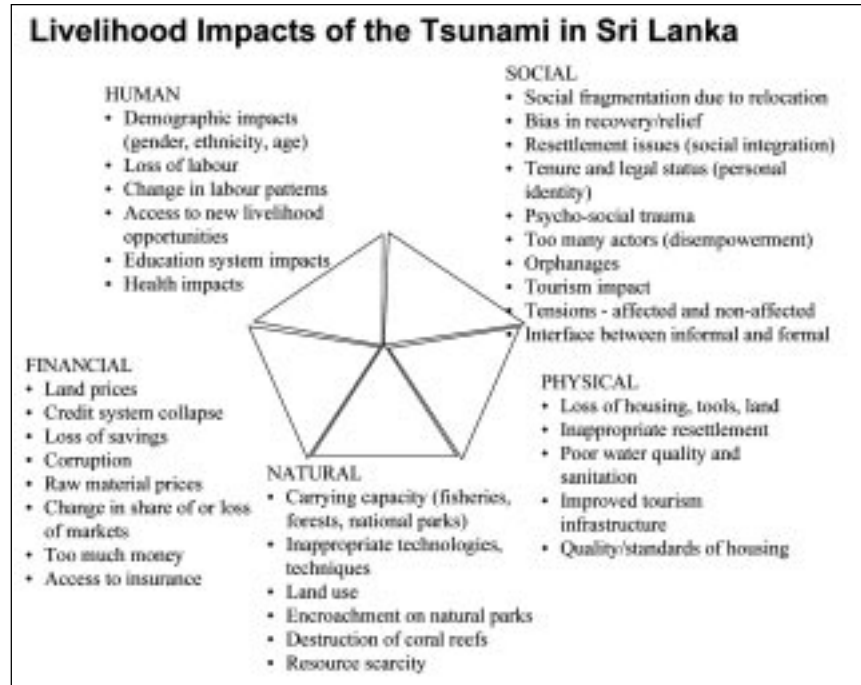 Livelihood Impacts of the Tsunami in Sri Lanka
HUMAN
• Demographic impacts
(gender, ethnicity, age)
• Loss of labour
• Change in labour patterns
• Access to new livelihood
opportunities
• Education system impacts
• Health impacts
SOCIAL
• Social fragmentation due to relocation
• Bias in recovery/relief
• Resettlement issues (social integration)
• Tenure and legal status (personal
identity)
• Psycho-social trauma
• Too many actors (disempowerment)
• Orphanages
• Tourism impact
• Tensions - affected and non-affected
• Interface between informal and formal
FINANCIAL
• Land prices
• Credit system collapse
• Loss of savings
• Corruption
• Raw material prices
• Change in share of or loss
of markets
• Too much money
• Access to insurance
NATURAL
• Carrying capacity (fisheries,
forests, national parks)
• Inappropriate technologies,
techniques
• Land use
• Encroachment on natural parks
• Destruction of coral reefs
• Resource scarcity
PHYSICAL
• Loss of housing, tools, land
• Inappropriate resettlement
• Poor water quality and
sanitation
• Improved tourism
infrastructure
• Quality/standards of housing